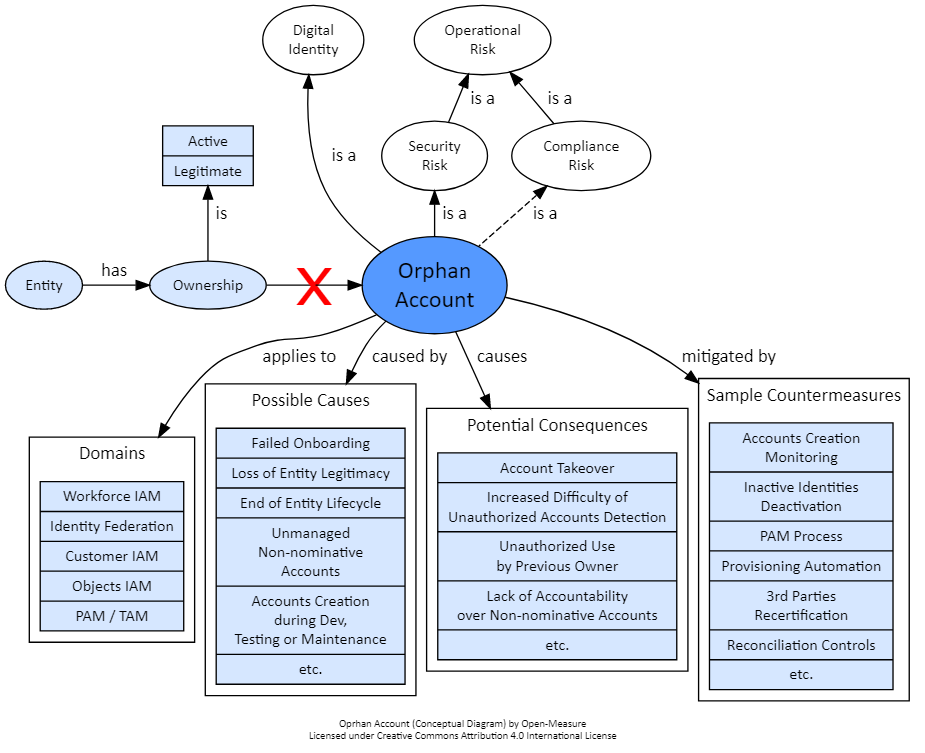 Digital
Identity
Operational
Risk
is a
is a
Active
Legitimate
is a
Security
Risk
Compliance
Risk
is
is a
is a
Entity
has
Ownership
X
Orphan
Account
applies to
caused by
causes
mitigated by
Domains
Workforce IAM
Identity Federation
Customer IAM
Objects IAM
PAM / TAM
Possible Causes
Failed Onboarding
Loss of Entity Legitimacy
End of Entity Lifecycle
Unmanaged
Non-nominative
Accounts
Accounts Creation
during Dev,
Testing or Maintenance
etc.
Potential Consequences
Account Takeover
Increased Difficulty of
Unauthorized Accounts Detection
Unauthorized Use
by Previous Owner
Lack of Accountability
over Non-nominative Accounts
etc.
Sample Countermeasures
Accounts Creation
Monitoring
Inactive Identities
Deactivation
PAM Process
Provisioning Automation
3rd Parties
Recertification
Reconciliation Controls
etc.
Oprhan Account (Conceptual Diagram) by Open-Measure
Licensed under Creative Commons Attribution 4.0 International License